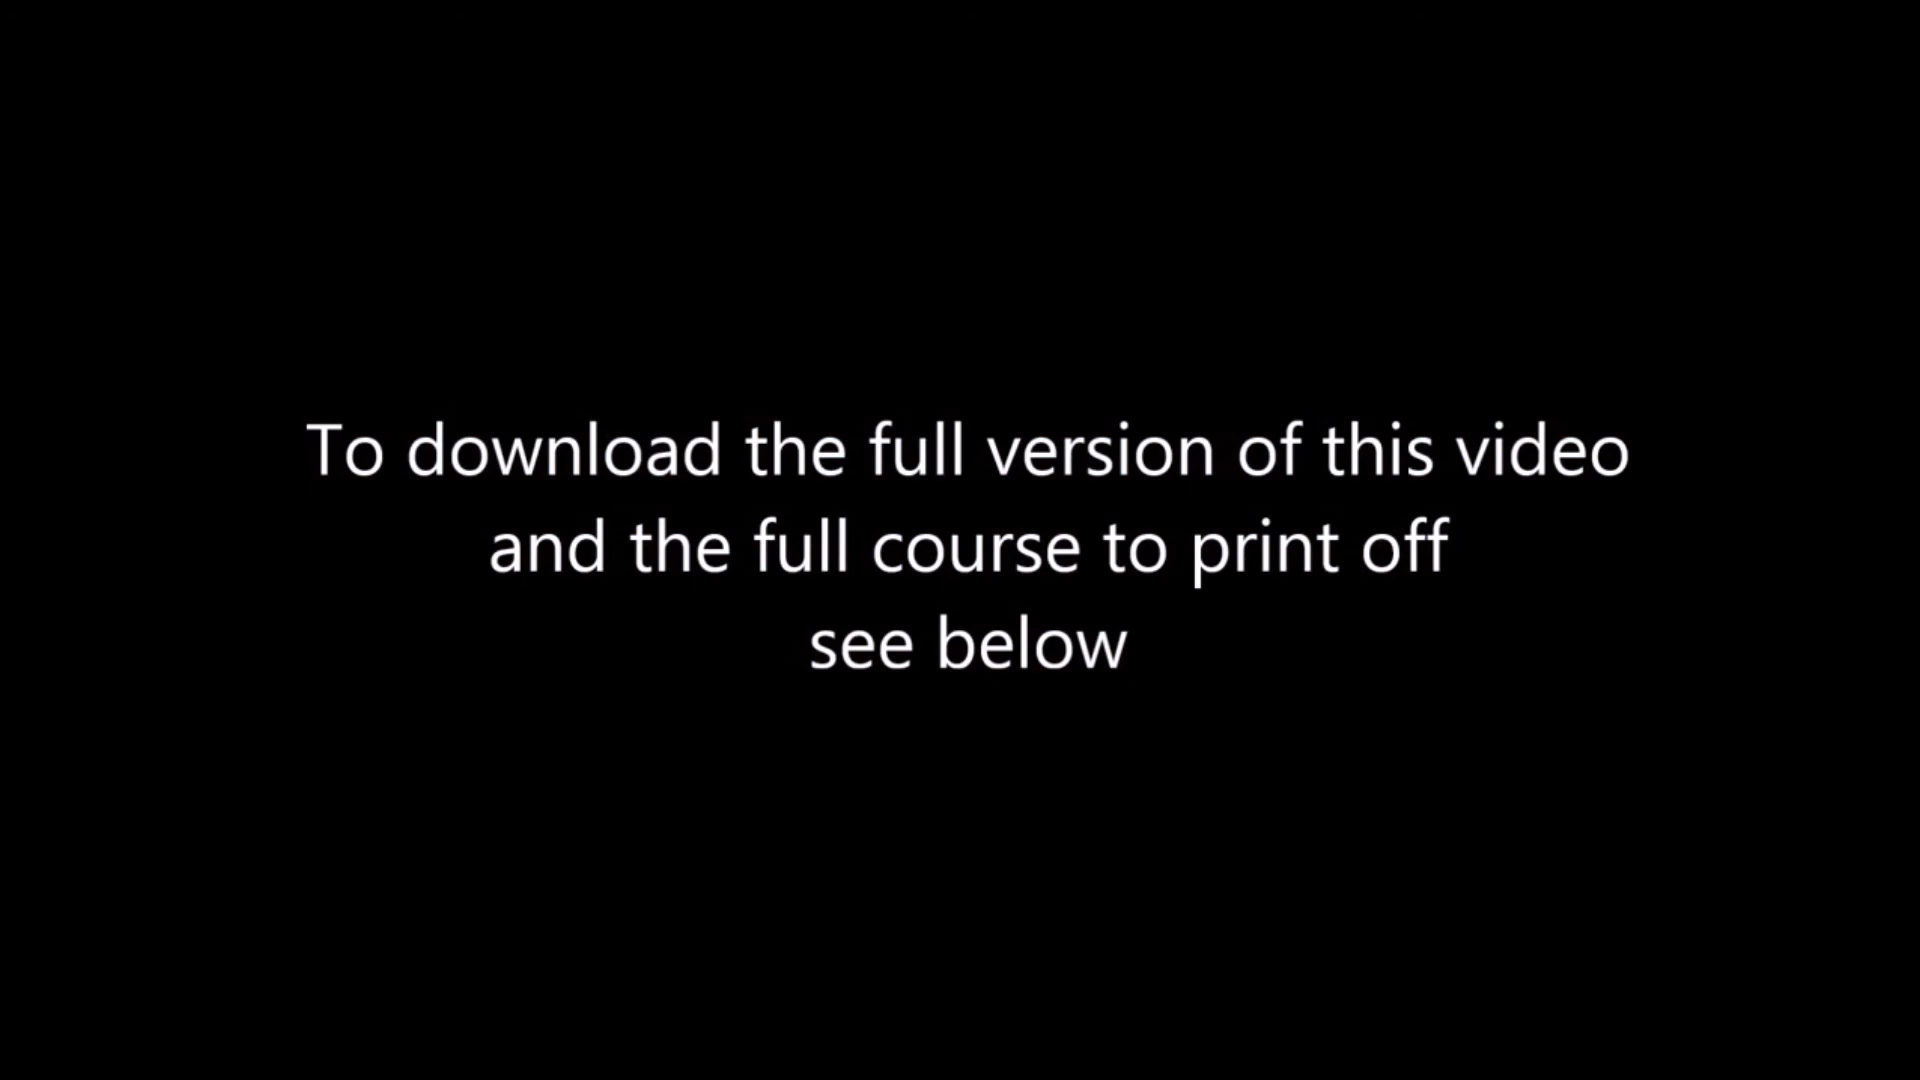 To download the full version of this video
and the full course to print off
see below